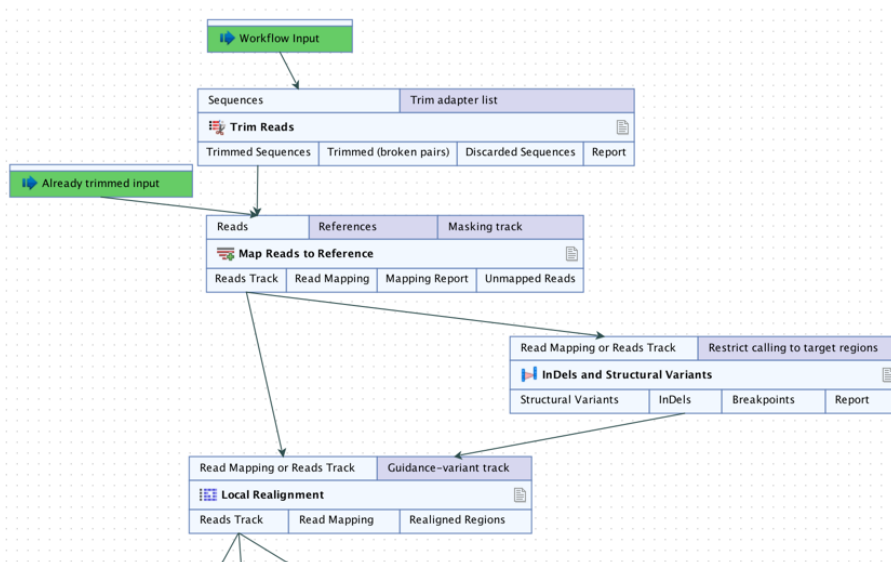 Workflow Input
Sequences Trim adapter list
Trim Reads
Trimmed Sequences Trimmed (broken pairs) Discarded Sequences Report
Already trimmed input
Reads References Masking track
Map Reads to Reference
Reads Track Read Mapping Mapping Report Unmapped Reads
Read Mapping or Reads Track Restrict calling to target regions
InDels and Structural Variants
Structural Variants InDels Breakpoints Report
Read Mapping or Reads Track Guidance-variant track
Local Realignment
Reads Track Read Mapping Realigned Regions